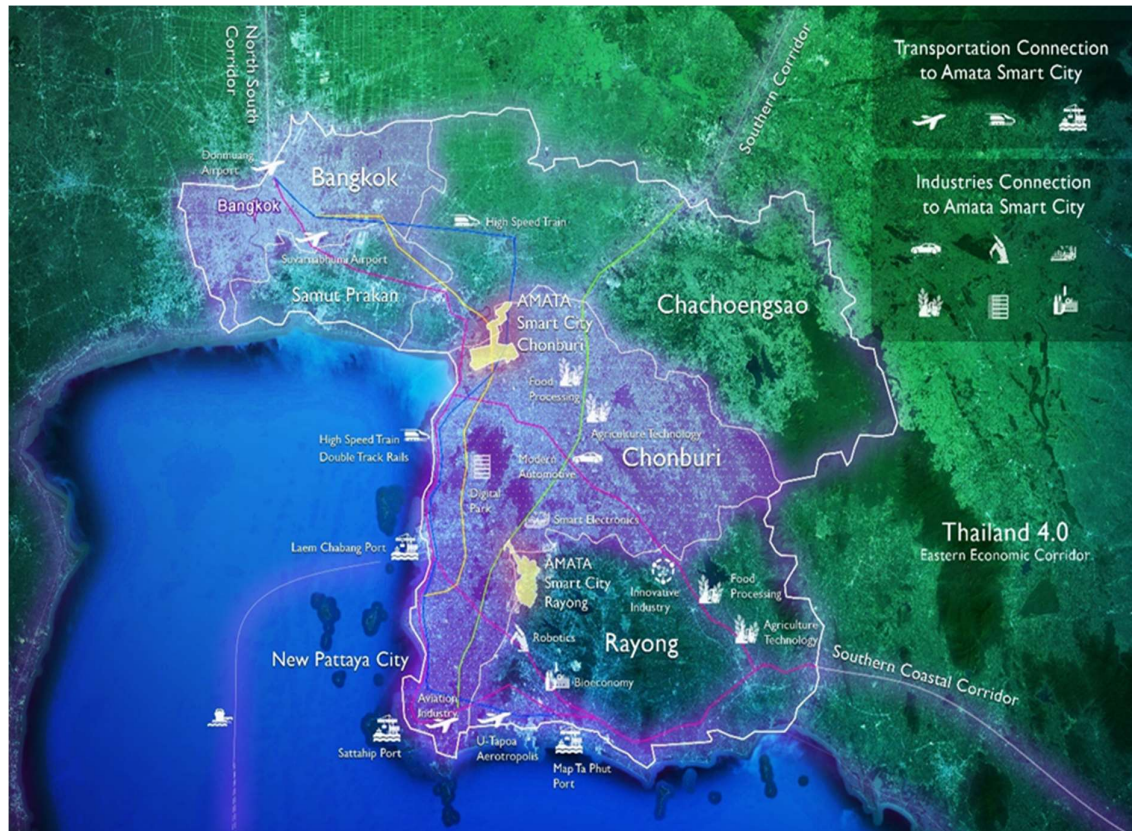 North South
Corridor
Southern Corridor
Transportation Connection
to Amata Smart City
Industries Connection
to Amata Smart City
Donmuang
Airport
Bangkok
Bangkok
High Speed Train
Suvarnabhumi Airport
Samut Prakan
AMATA
Smart City
Chonburi
Chachoengsao
Food
Processing
Agriculture Technology
High Speed Train
Double Track Rails
Modern
Automotive
Chonburi
Digital
Park
Smart Electronics
Thailand 4.0
Eastern Economic Corridor
Laem Chabang Port
AMATA
Smart City
Rayong
Innovative
Industry
Food
Processing
Agriculture
Technology
Robotics
Rayong
New Pattaya City
Bioeconomy
Southern Coastal Corridor
Aviation
Industry
Sattahip Port
U-Tapoa
Aerotropolis
Map Ta Phut
Port